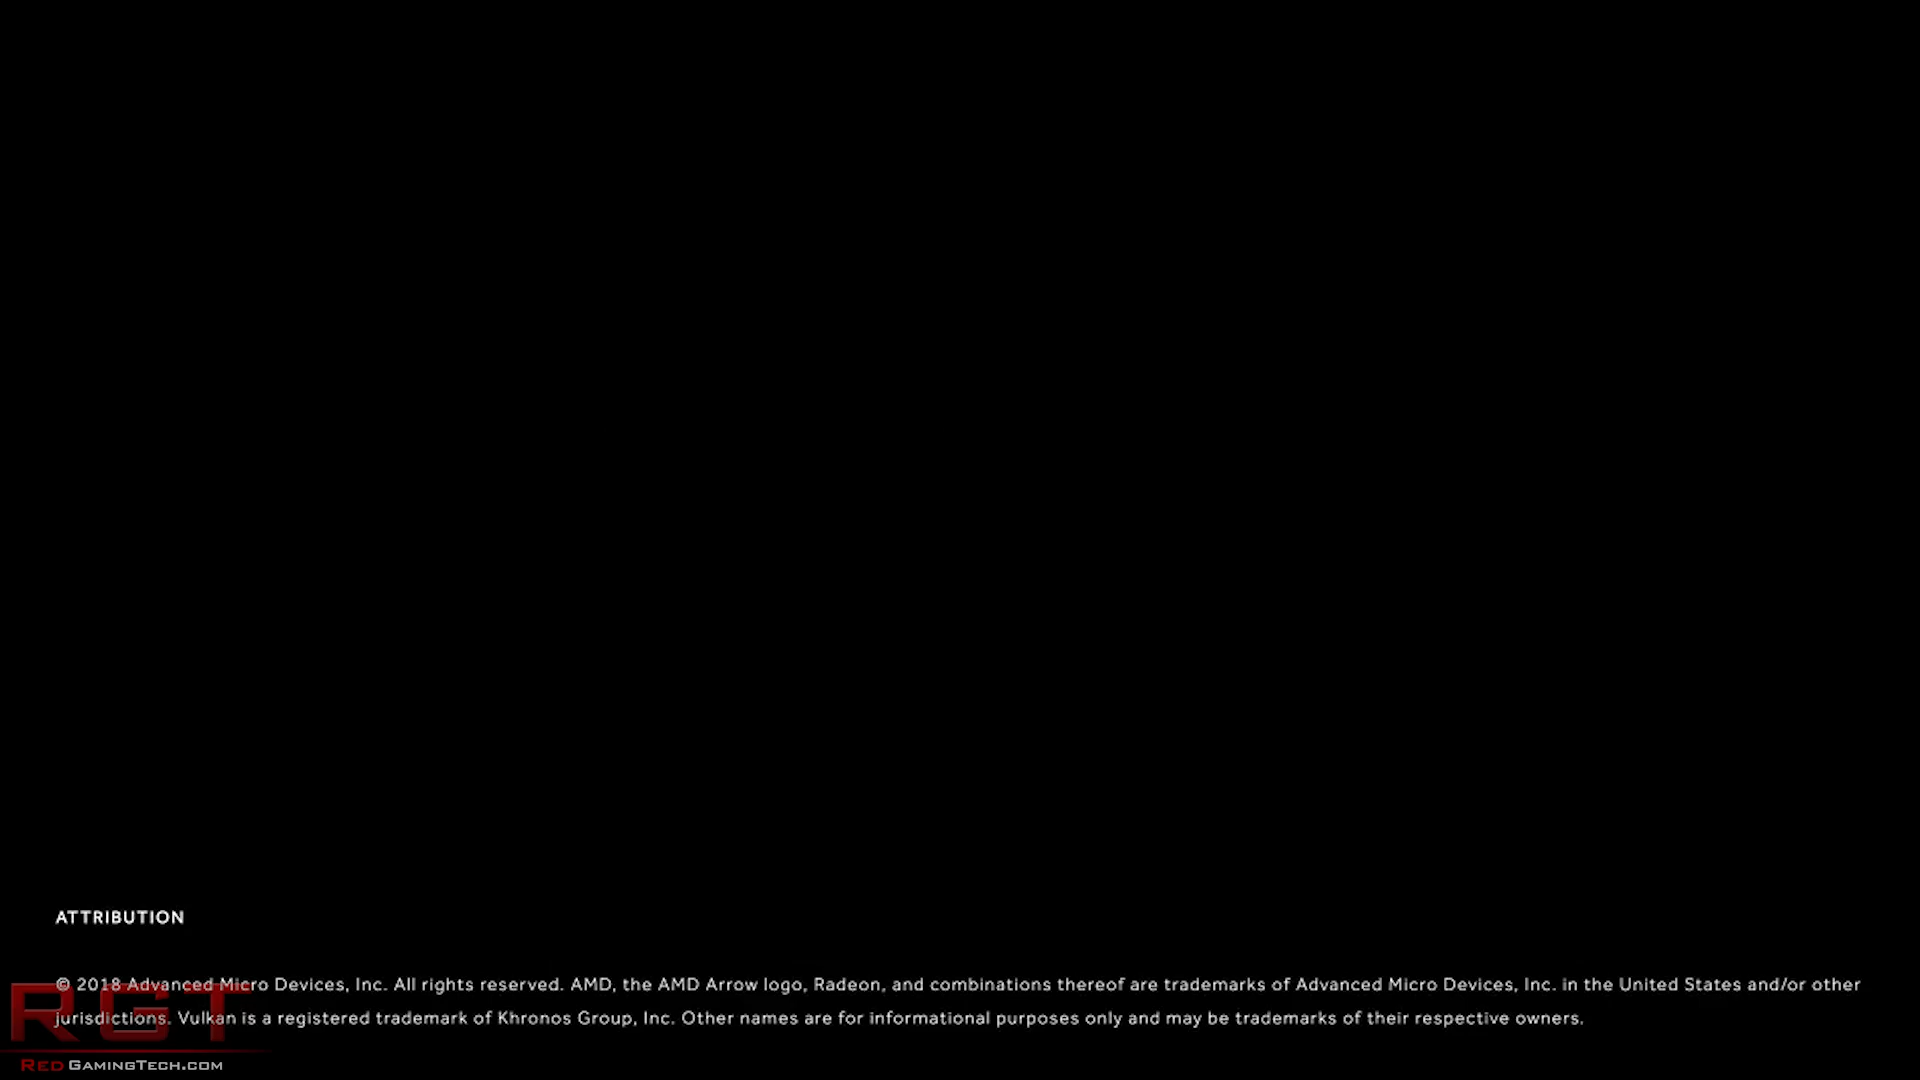 ATTRIBUTION
© 2018 Advanced Micro Devices, Inc. All rights reserved. AMD, the AMD Arrow logo, Radeon, and combinations thereof are trademarks of Advanced Micro Devices, Inc. in the United States and/or other
jurisdictions. Vulkan is a registered trademark of Khronos Group, Inc. Other names are for informational purposes only and may be trademarks of their respective owners.
RGT
RedGamingTech.com